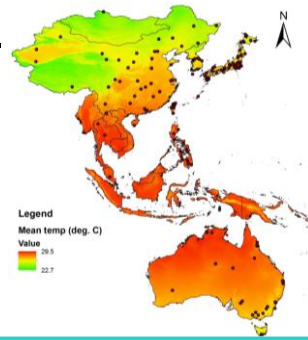 N
Legend
Mean temp (deg. C)
Value
29.5
22.7